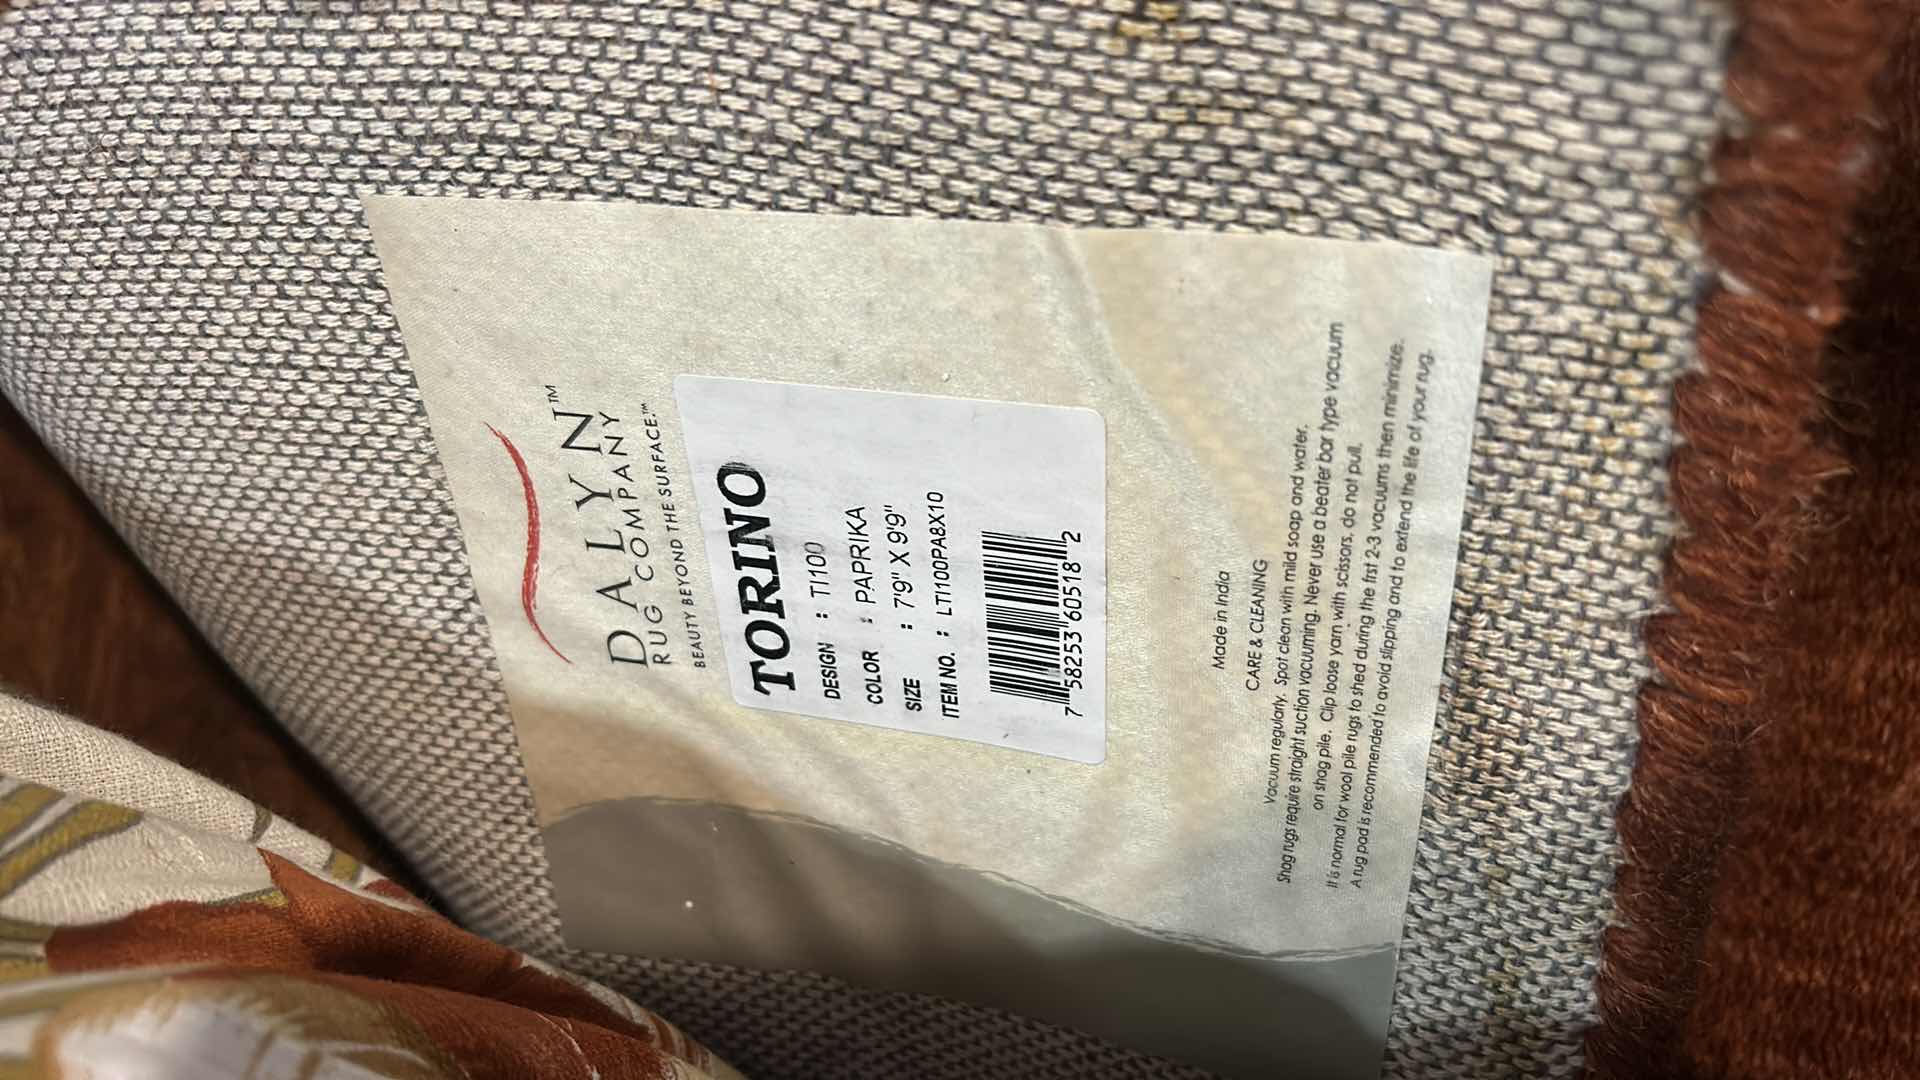 DALYN™
RUG COMPANY
BEAUTY BEYOND THE SURFACE.™
TORINO
DESIGN : TI100
COLOR : PAPRIKA
SIZE : 7'9" X 9'9"
ITEM NO. : LTI100PA8X10
7 58253 60518 2
Made in India
CARE & CLEANING
Vacuum regularly. Spot clean with mild soap and water.
Shag rugs require straight suction vacuuming. Never use a beater bar type vacuum
on shag pile. Clip loose yarn with scissors, do not pull.
It is normal for wool pile rugs to shed during the frst 2-3 vacuums then minimize.
A rug pad is recommended to avoid slipping and to extend the life of your rug.